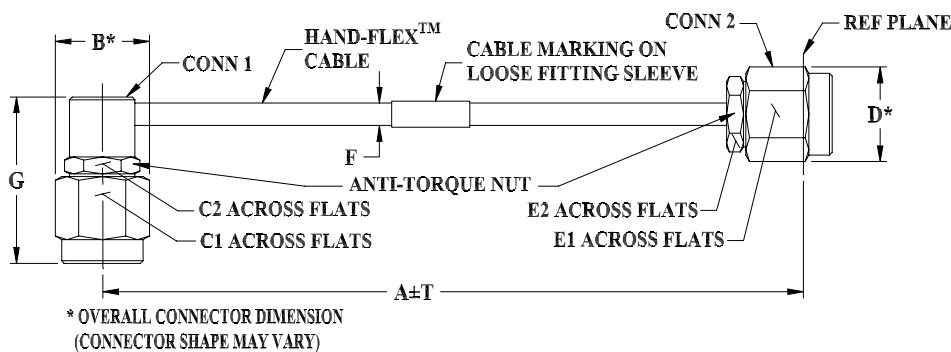 CONN 2
REF PLANE
B*
HAND-FLEX™
CABLE
CABLE MARKING ON
LOOSE FITTING SLEEVE
CONN 1
D*
F
G
ANTI-TORQUE NUT
C2 ACROSS FLATS
E2 ACROSS FLATS
C1 ACROSS FLATS
E1 ACROSS FLATS
A±T
* OVERALL CONNECTOR DIMENSION
(CONNECTOR SHAPE MAY VARY)